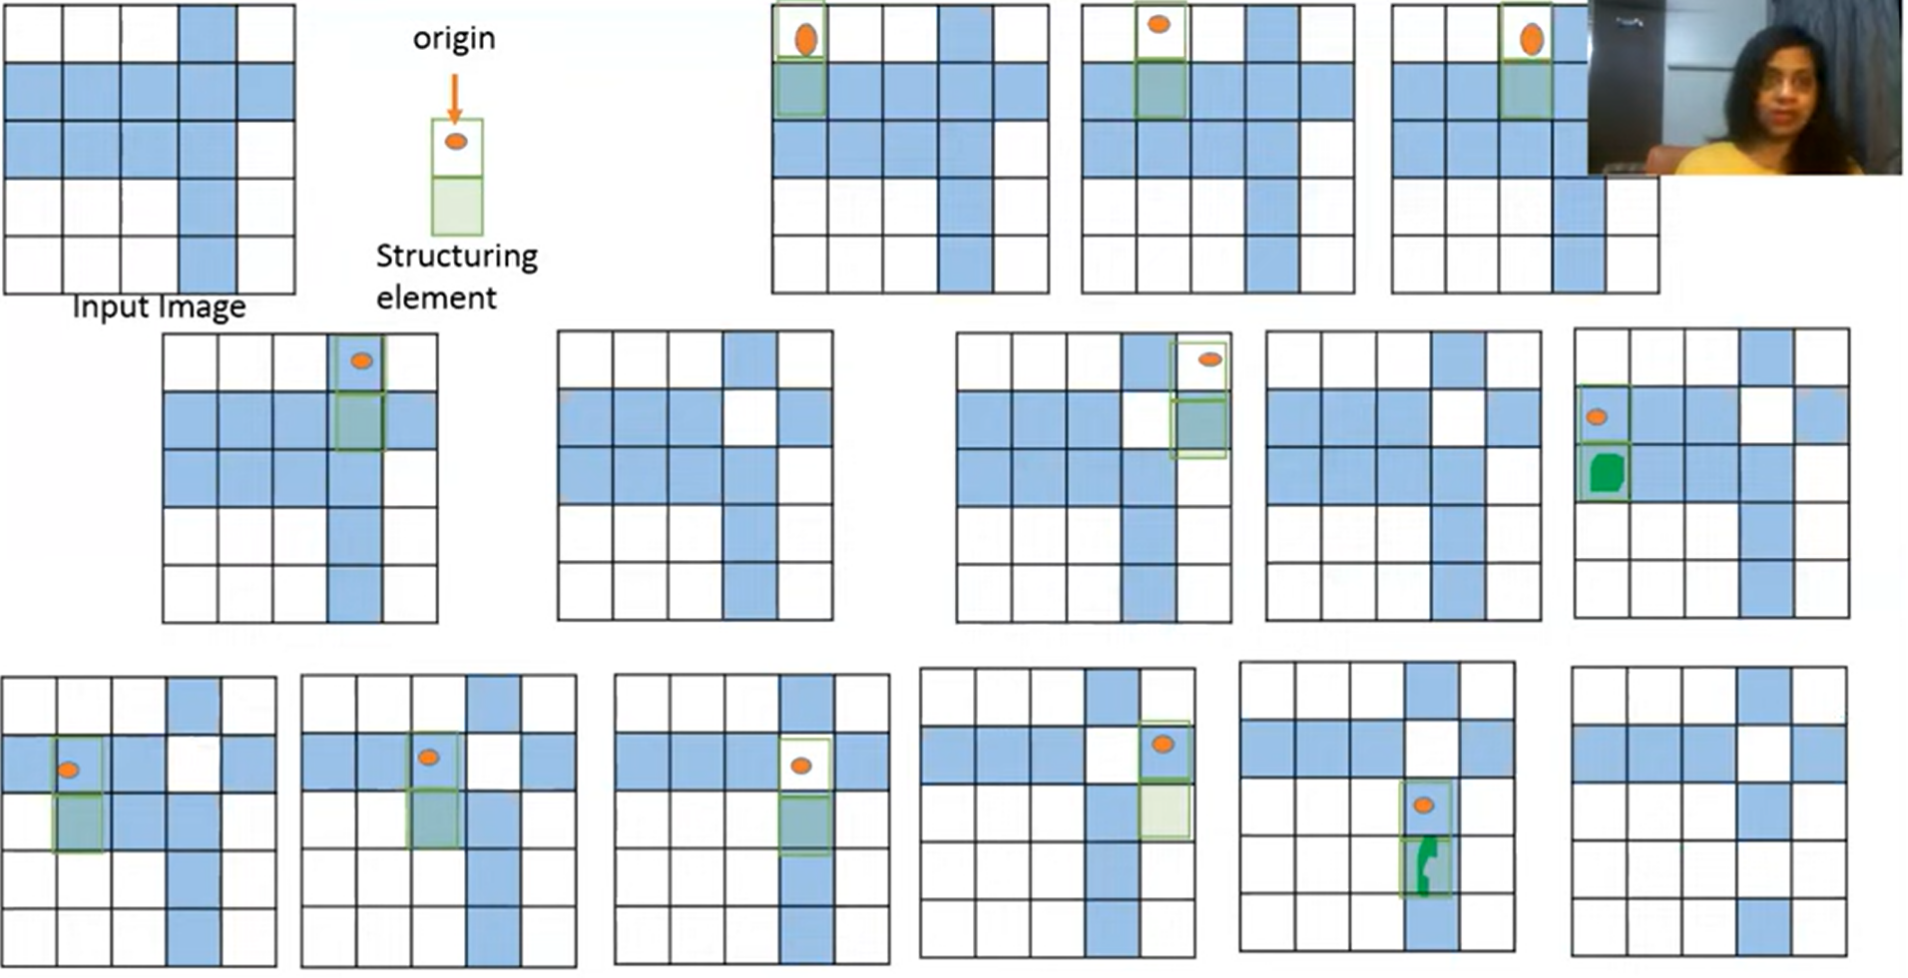 origin
Structuring
element
Input Image